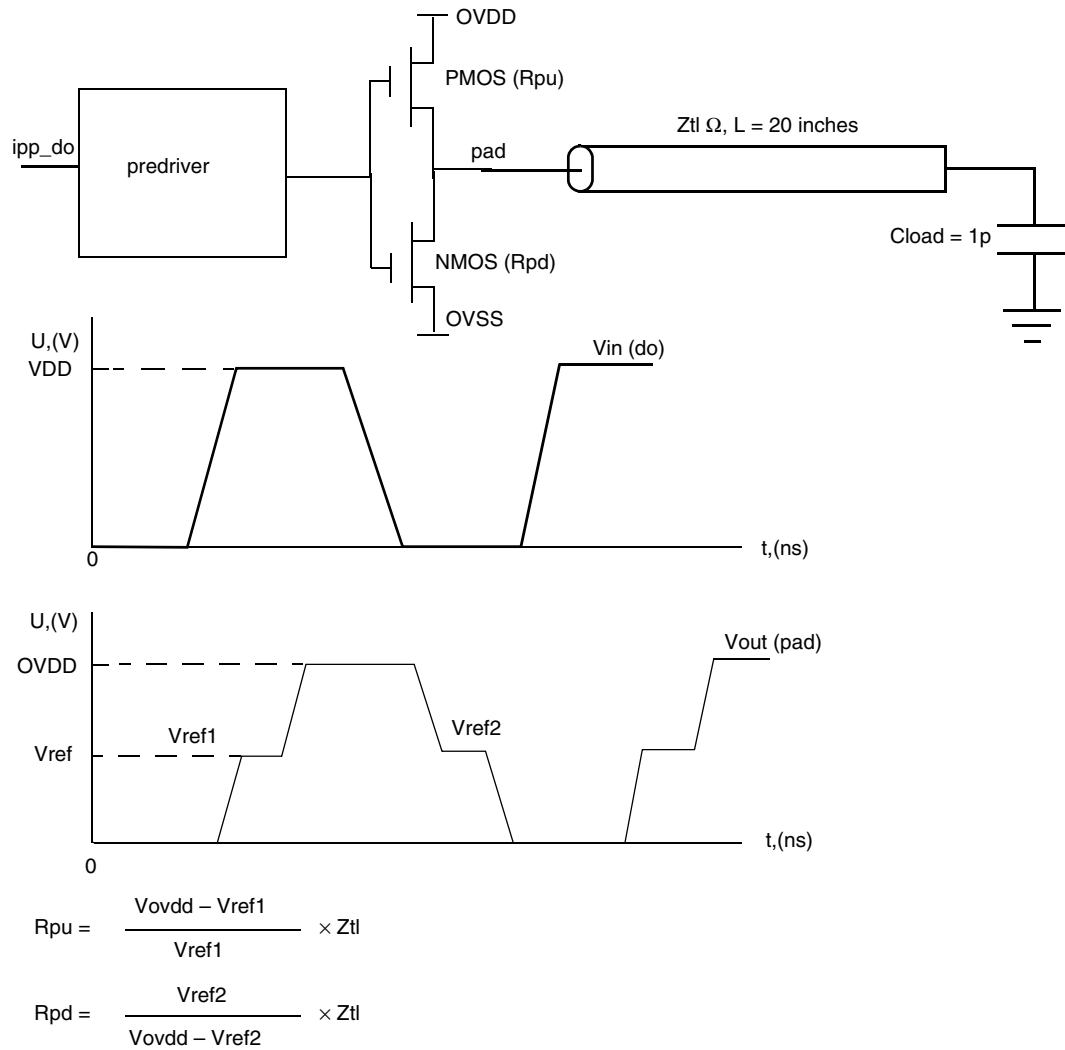 OVDD
PMOS (Rpu)
Ztl Ω, L = 20 inches
ipp_do
predriver
pad
Cload = 1p
NMOS (Rpd)
OVSS
U,(V)
VDD
Vin (do)
0
t,(ns)
U,(V)
OVDD
Vout (pad)
Vref1
Vref2
Vref
t,(ns)
0
Rpu = Vovdd – Vref1 × Ztl
Vref1
Rpd = Vref2 × Ztl
Vovdd – Vref2